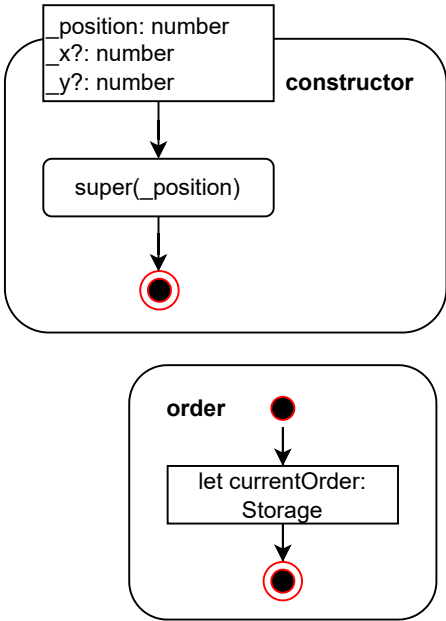 _position: number
_x?: number
_y?: number
constructor
super(_position)
order
let currentOrder:
Storage